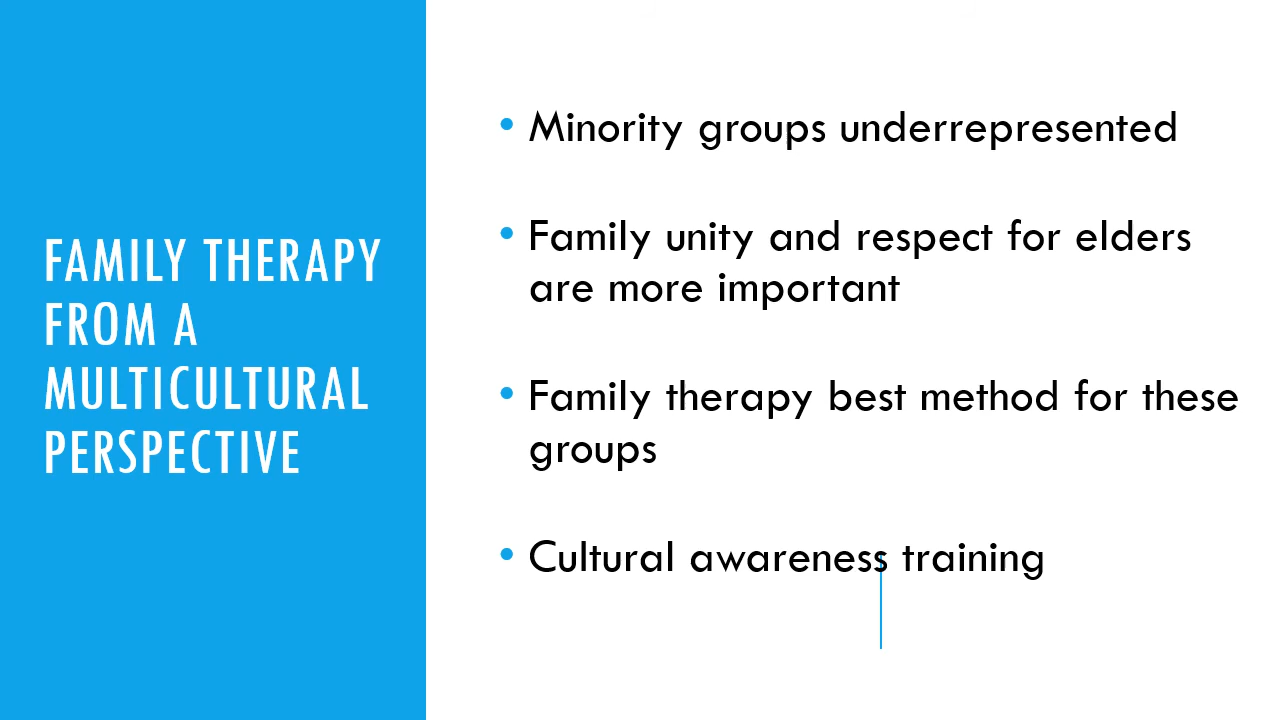 FAMILY THERAPY
FROM A
MULTICULTURAL
PERSPECTIVE
• Minority groups underrepresented
• Family unity and respect for elders
are more important
• Family therapy best method for these
groups
• Cultural awareness training